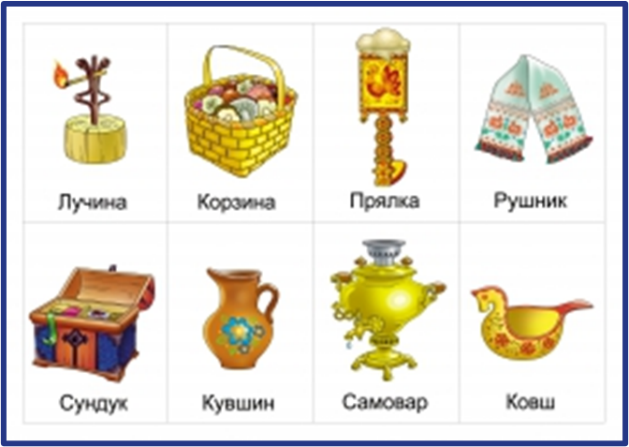 Лучина Корзина Прялка Рушник
Сундук Кувшин Самовар Ковш